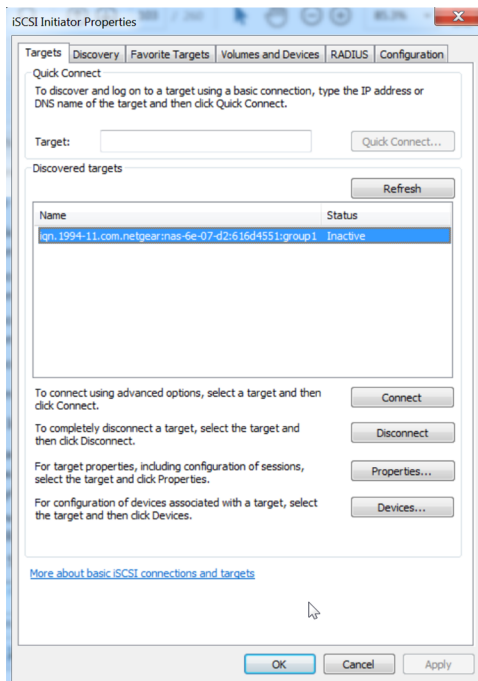 503 / 260 85.3%
iSCSI Initiator Properties
Targets Discovery Favorite Targets Volumes and Devices RADIUS Configuration
Quick Connect
To discover and log on to a target using a basic connection, type the IP address or
DNS name of the target and then click Quick Connect.
Target: Quick Connect...
Discovered targets
Refresh
Name Status
iqn.1994-11.com.netgear:nas-6e-07-d2:616d4551:group1 Inactive
To connect using advanced options, select a target and then
click Connect.
Connect
To completely disconnect a target, select the target and
then click Disconnect.
Disconnect
For target properties, including configuration of sessions,
select the target and click Properties.
Properties...
For configuration of devices associated with a target, select
the target and then click Devices.
Devices...
More about basic iSCSI connections and targets
OK Cancel Apply